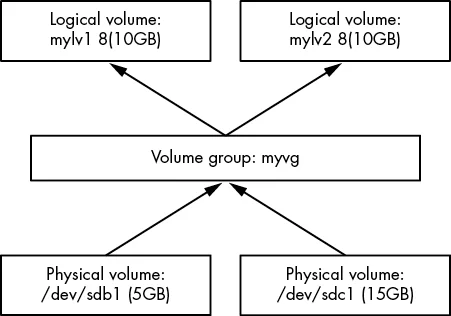 Logical volume:
mylv1 8(10GB)
Logical volume:
mylv2 8(10GB)
Volume group: myvg
Physical volume:
/dev/sdb1 (5GB)
Physical volume:
/dev/sdc1 (15GB)